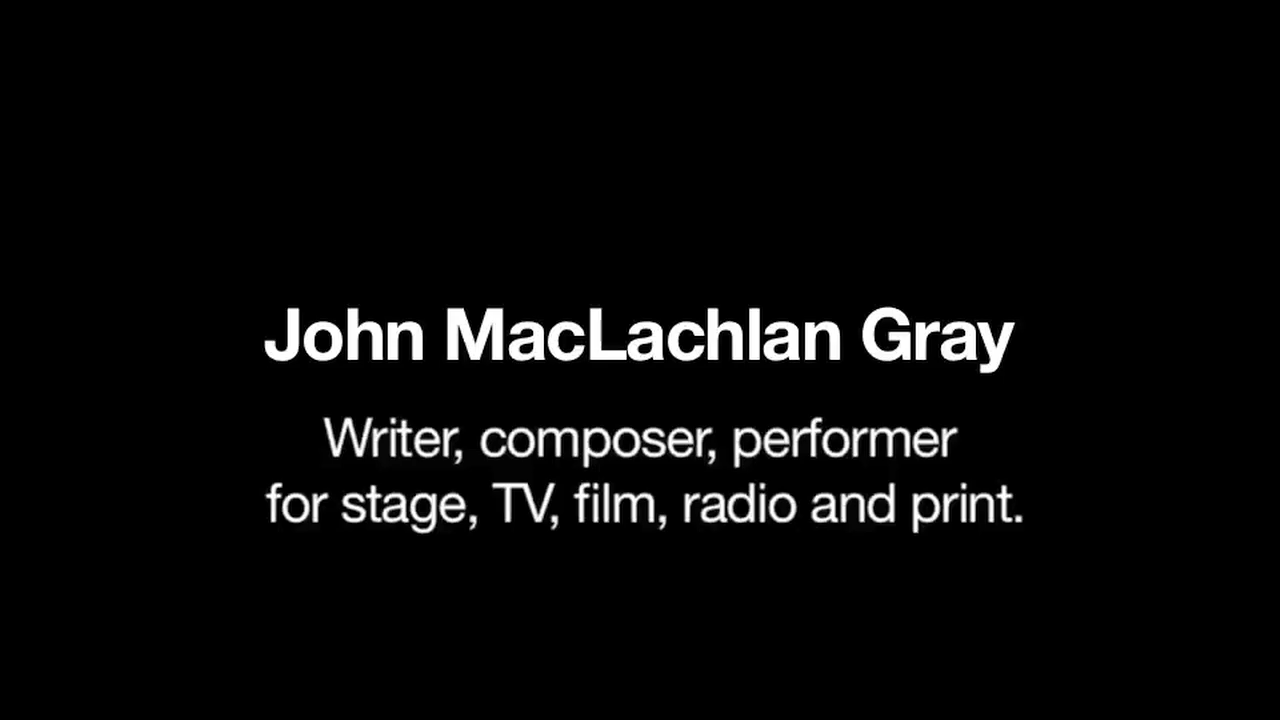 John MacLachlan Gray
Writer, composer, performer
for stage, TV, film, radio and print.